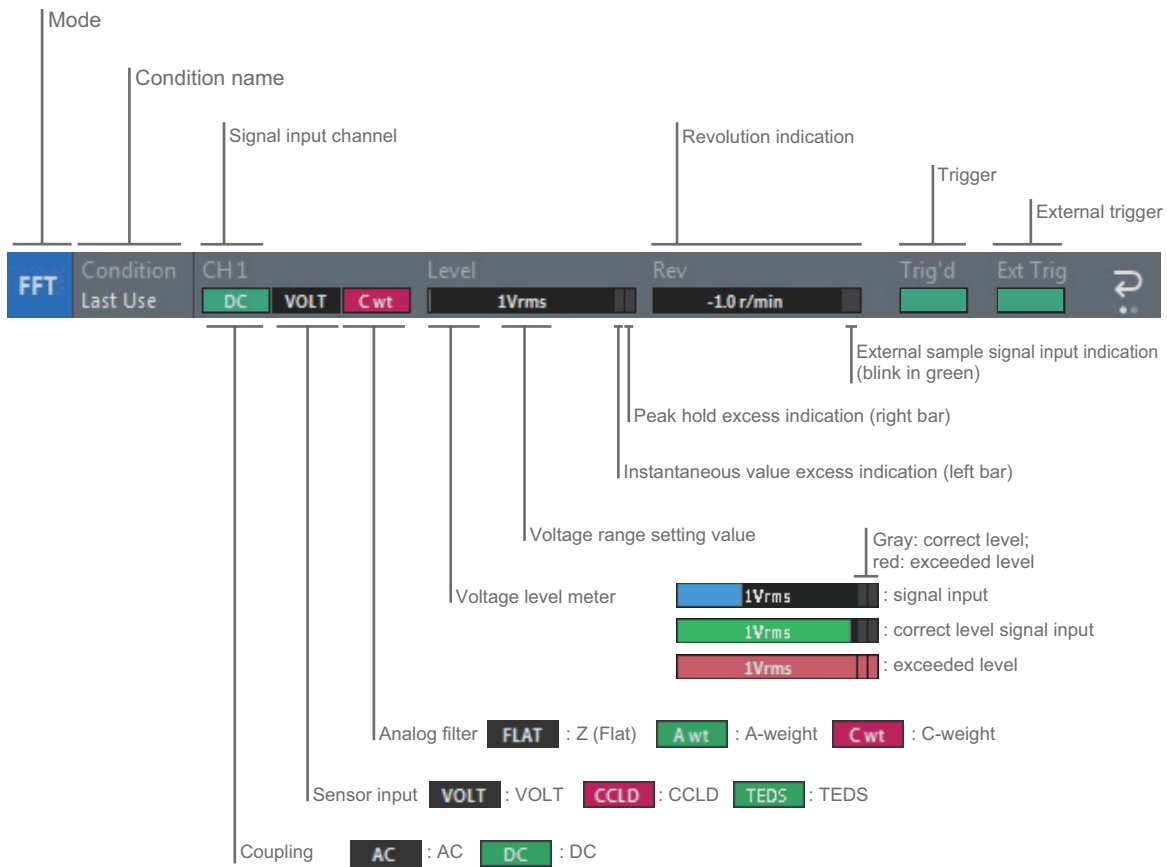 Mode
Condition name
Signal input channel
Revolution indication
Trigger
External trigger
FFT
Condition
Last Use
CH1
DC VOLT C wt
Level
1Vrms
Rev
-1.0 r/min
Trig'd
Ext Trig
External sample signal input indication
(blink in green)
Peak hold excess indication (right bar)
Instantaneous value excess indication (left bar)
Voltage range setting value
Gray: correct level;
red: exceeded level
Voltage level meter
1Vrms : signal input
1Vrms : correct level signal input
1Vrms : exceeded level
Analog filter FLAT : Z (Flat) A wt : A-weight C wt : C-weight
Sensor input VOLT : VOLT CCLD : CCLD TEDS : TEDS
Coupling AC : AC DC : DC